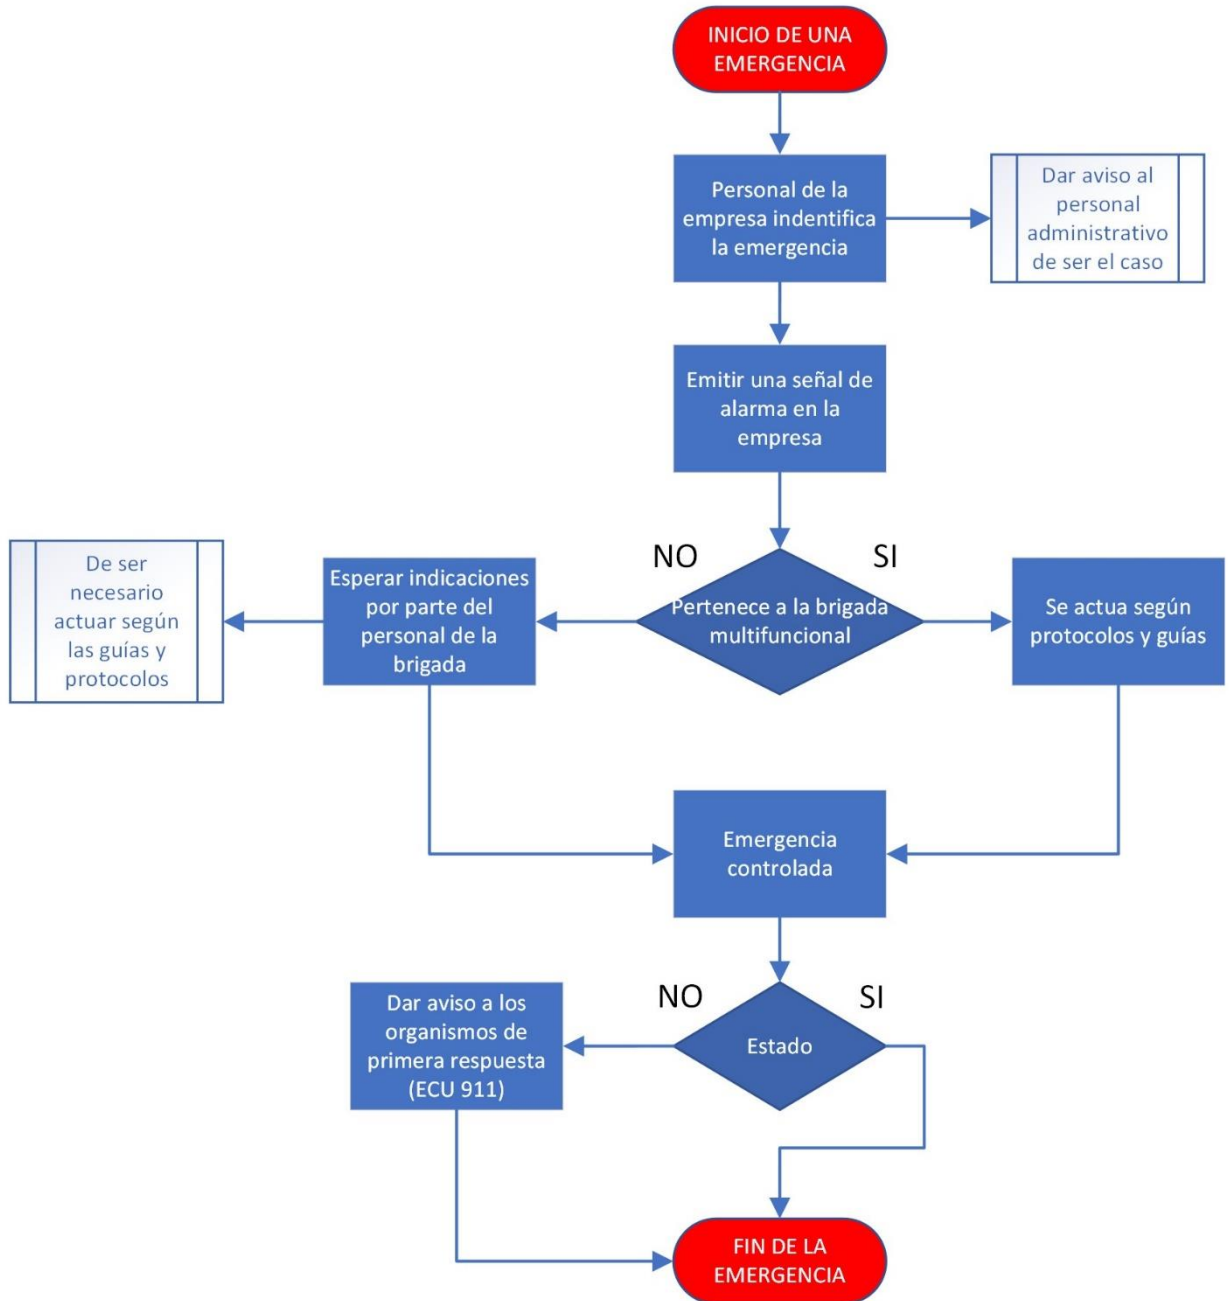 INICIO DE UNA
EMERGENCIA
Personal de la
empresa indentifica
la emergencia
Dar aviso al
personal
administrativo
de ser el caso
Emitir una señal de
alarma en la
empresa
NO
SI
De ser
necesario
actuar según
las guías y
protocolos
Esperar indicaciones
por parte del
personal de la
brigada
Pertenece a la brigada
multifuncional
Se actua según
protocolos y guías
Emergencia
controlada
NO
SI
Dar aviso a los
organismos de
primera respuesta
(ECU 911)
Estado
FIN DE LA
EMERGENCIA